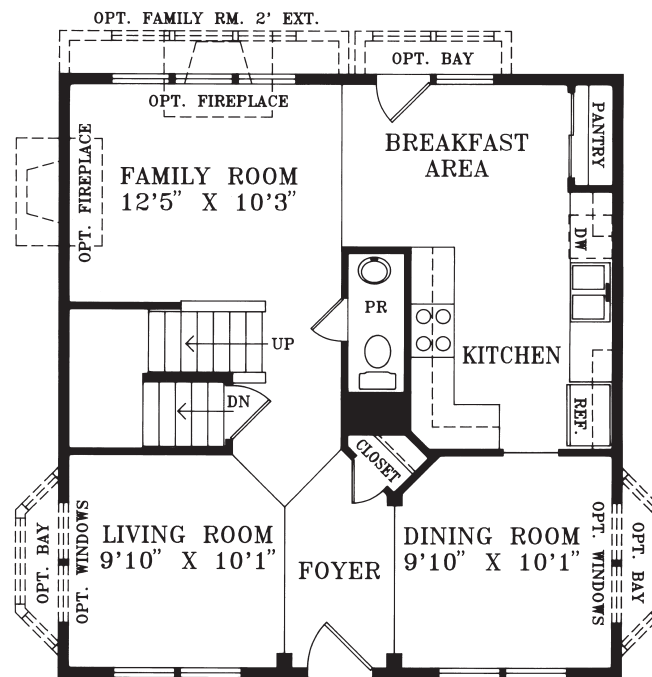 OPT. FAMILY RM. 2' EXT.
OPT. BAY
OPT. FIREPLACE
OPT. FIREPLACE
FAMILY ROOM
12'5" X 10'3"
BREAKFAST
AREA
PANTRY
DW
PR
UP
KITCHEN
DN
REF.
CLOSET
OPT. BAY
OPT. WINDOWS
LIVING ROOM
9'10" X 10'1"
FOYER
DINING ROOM
9'10" X 10'1"
OPT. WINDOWS
OPT. BAY